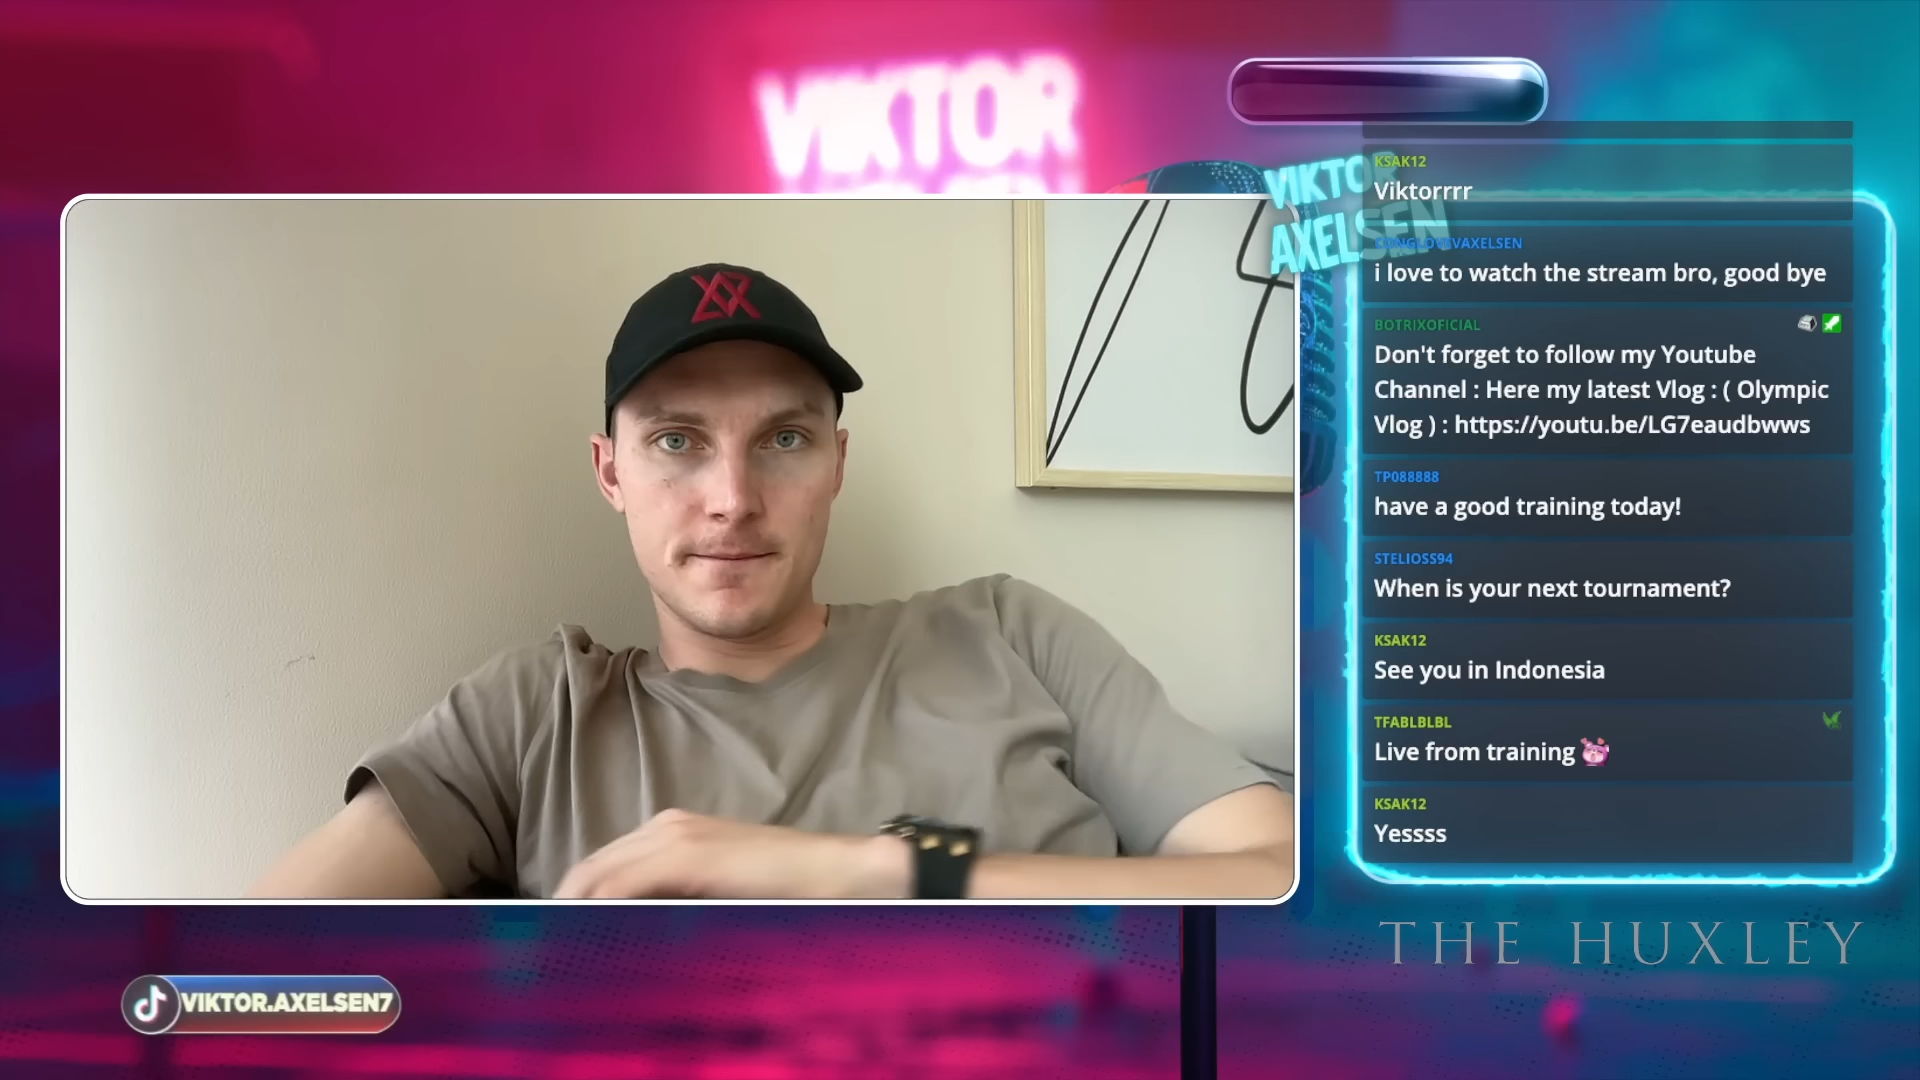 VIKTOR
VIKTOR
AXELSEN
KSAK12
Viktorrrr
i love to watch the stream bro, good bye
BOTRIXOFICIAL
Don't forget to follow my Youtube
Channel : Here my latest Vlog : ( Olympic
Vlog ) : https://youtu.be/LG7eaudbwws
TP088888
have a good training today!
STELIOSS94
When is your next tournament?
KSAK12
See you in Indonesia
TFABLBLBL
Live from training
KSAK12
Yessss
THE HUXLEY
VIKTOR.AXELSEN7